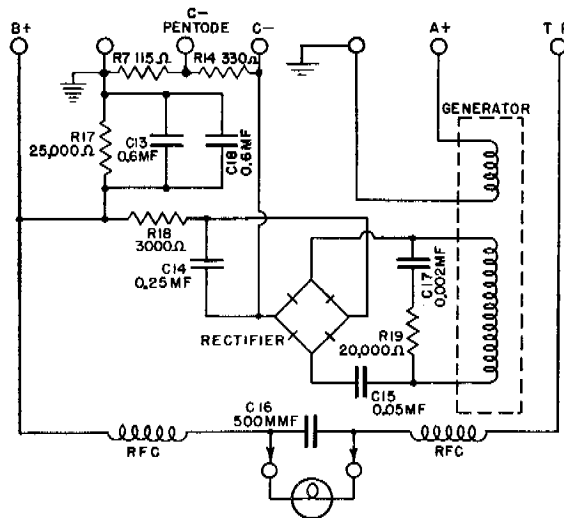 B+
C-
PENTODE
C-
A+
R7 115Ω
R14 330Ω
GENERATOR
R17
25,000Ω
C13
0.6MF
C18
0.6MF
R18
3000Ω
C14
0.25MF
C17
0.002MF
RECTIFIER
R19
20,000Ω
C15
0.05MF
C16
500MMF
RFC
RFC